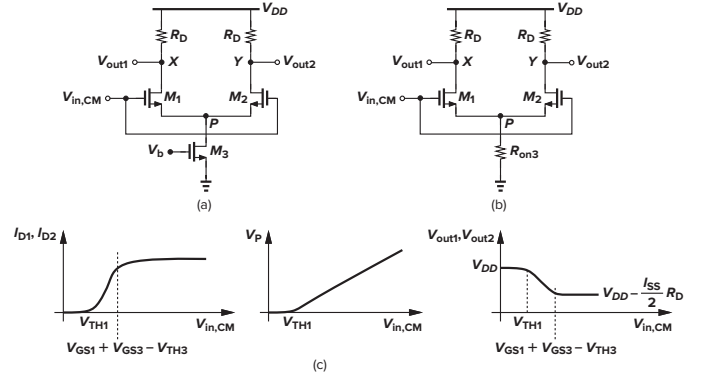 V_DD
R_D R_D
V_out1 X Y V_out2
V_in,CM M_1 M_2
P
V_b M_3
(a)
V_DD
R_D R_D
V_out1 X Y V_out2
V_in,CM M_1 M_2
P
R_on3
(b)
I_D1, I_D2
V_TH1 V_in,CM
V_GS1 + V_GS3 – V_TH3
V_P
V_TH1 V_in,CM
(c)
V_out1, V_out2
V_DD
V_DD – I_SS/2 R_D
V_TH1 V_in,CM
V_GS1 + V_GS3 – V_TH3